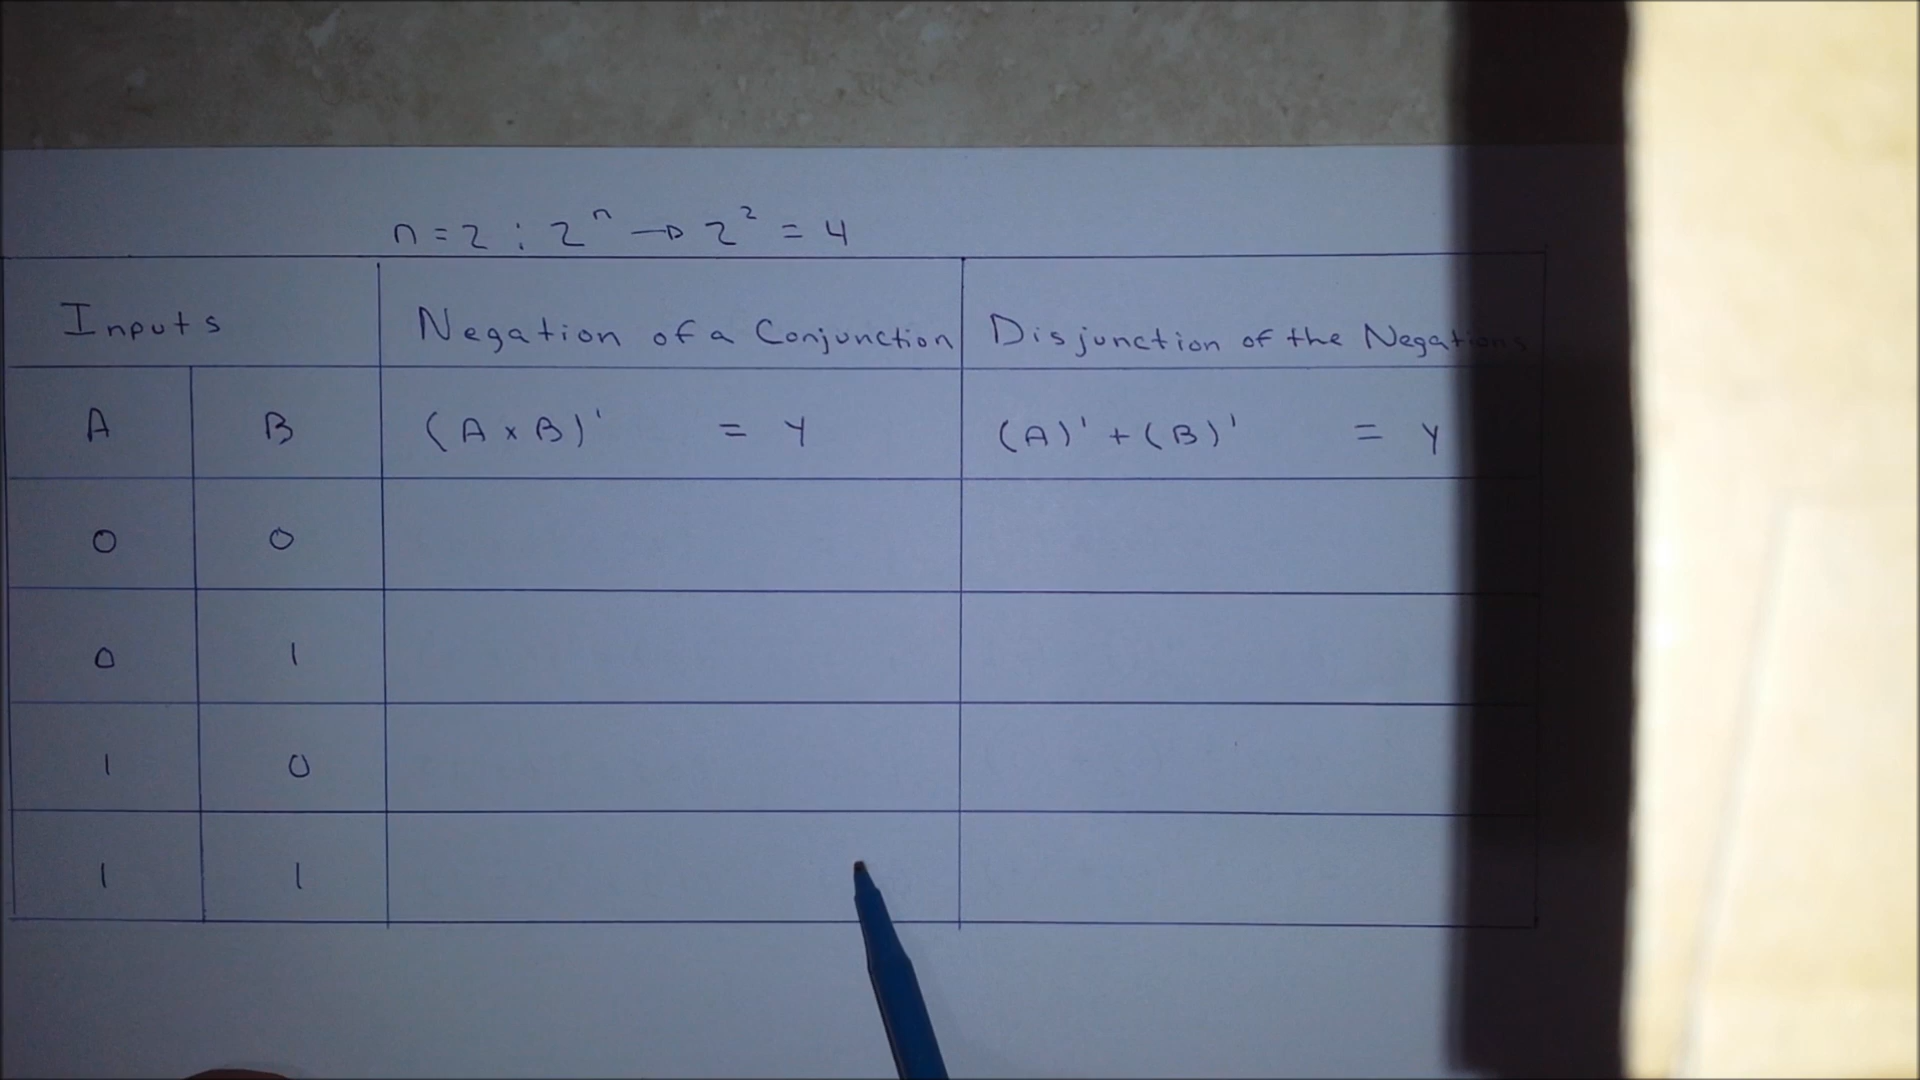 n = 2 : 2ⁿ → 2² = 4
Inputs Negation of a Conjunction Disjunction of the Negations
A B (A × B)' = Y (A)' + (B)' = Y
0 0
0 1
1 0
1 1